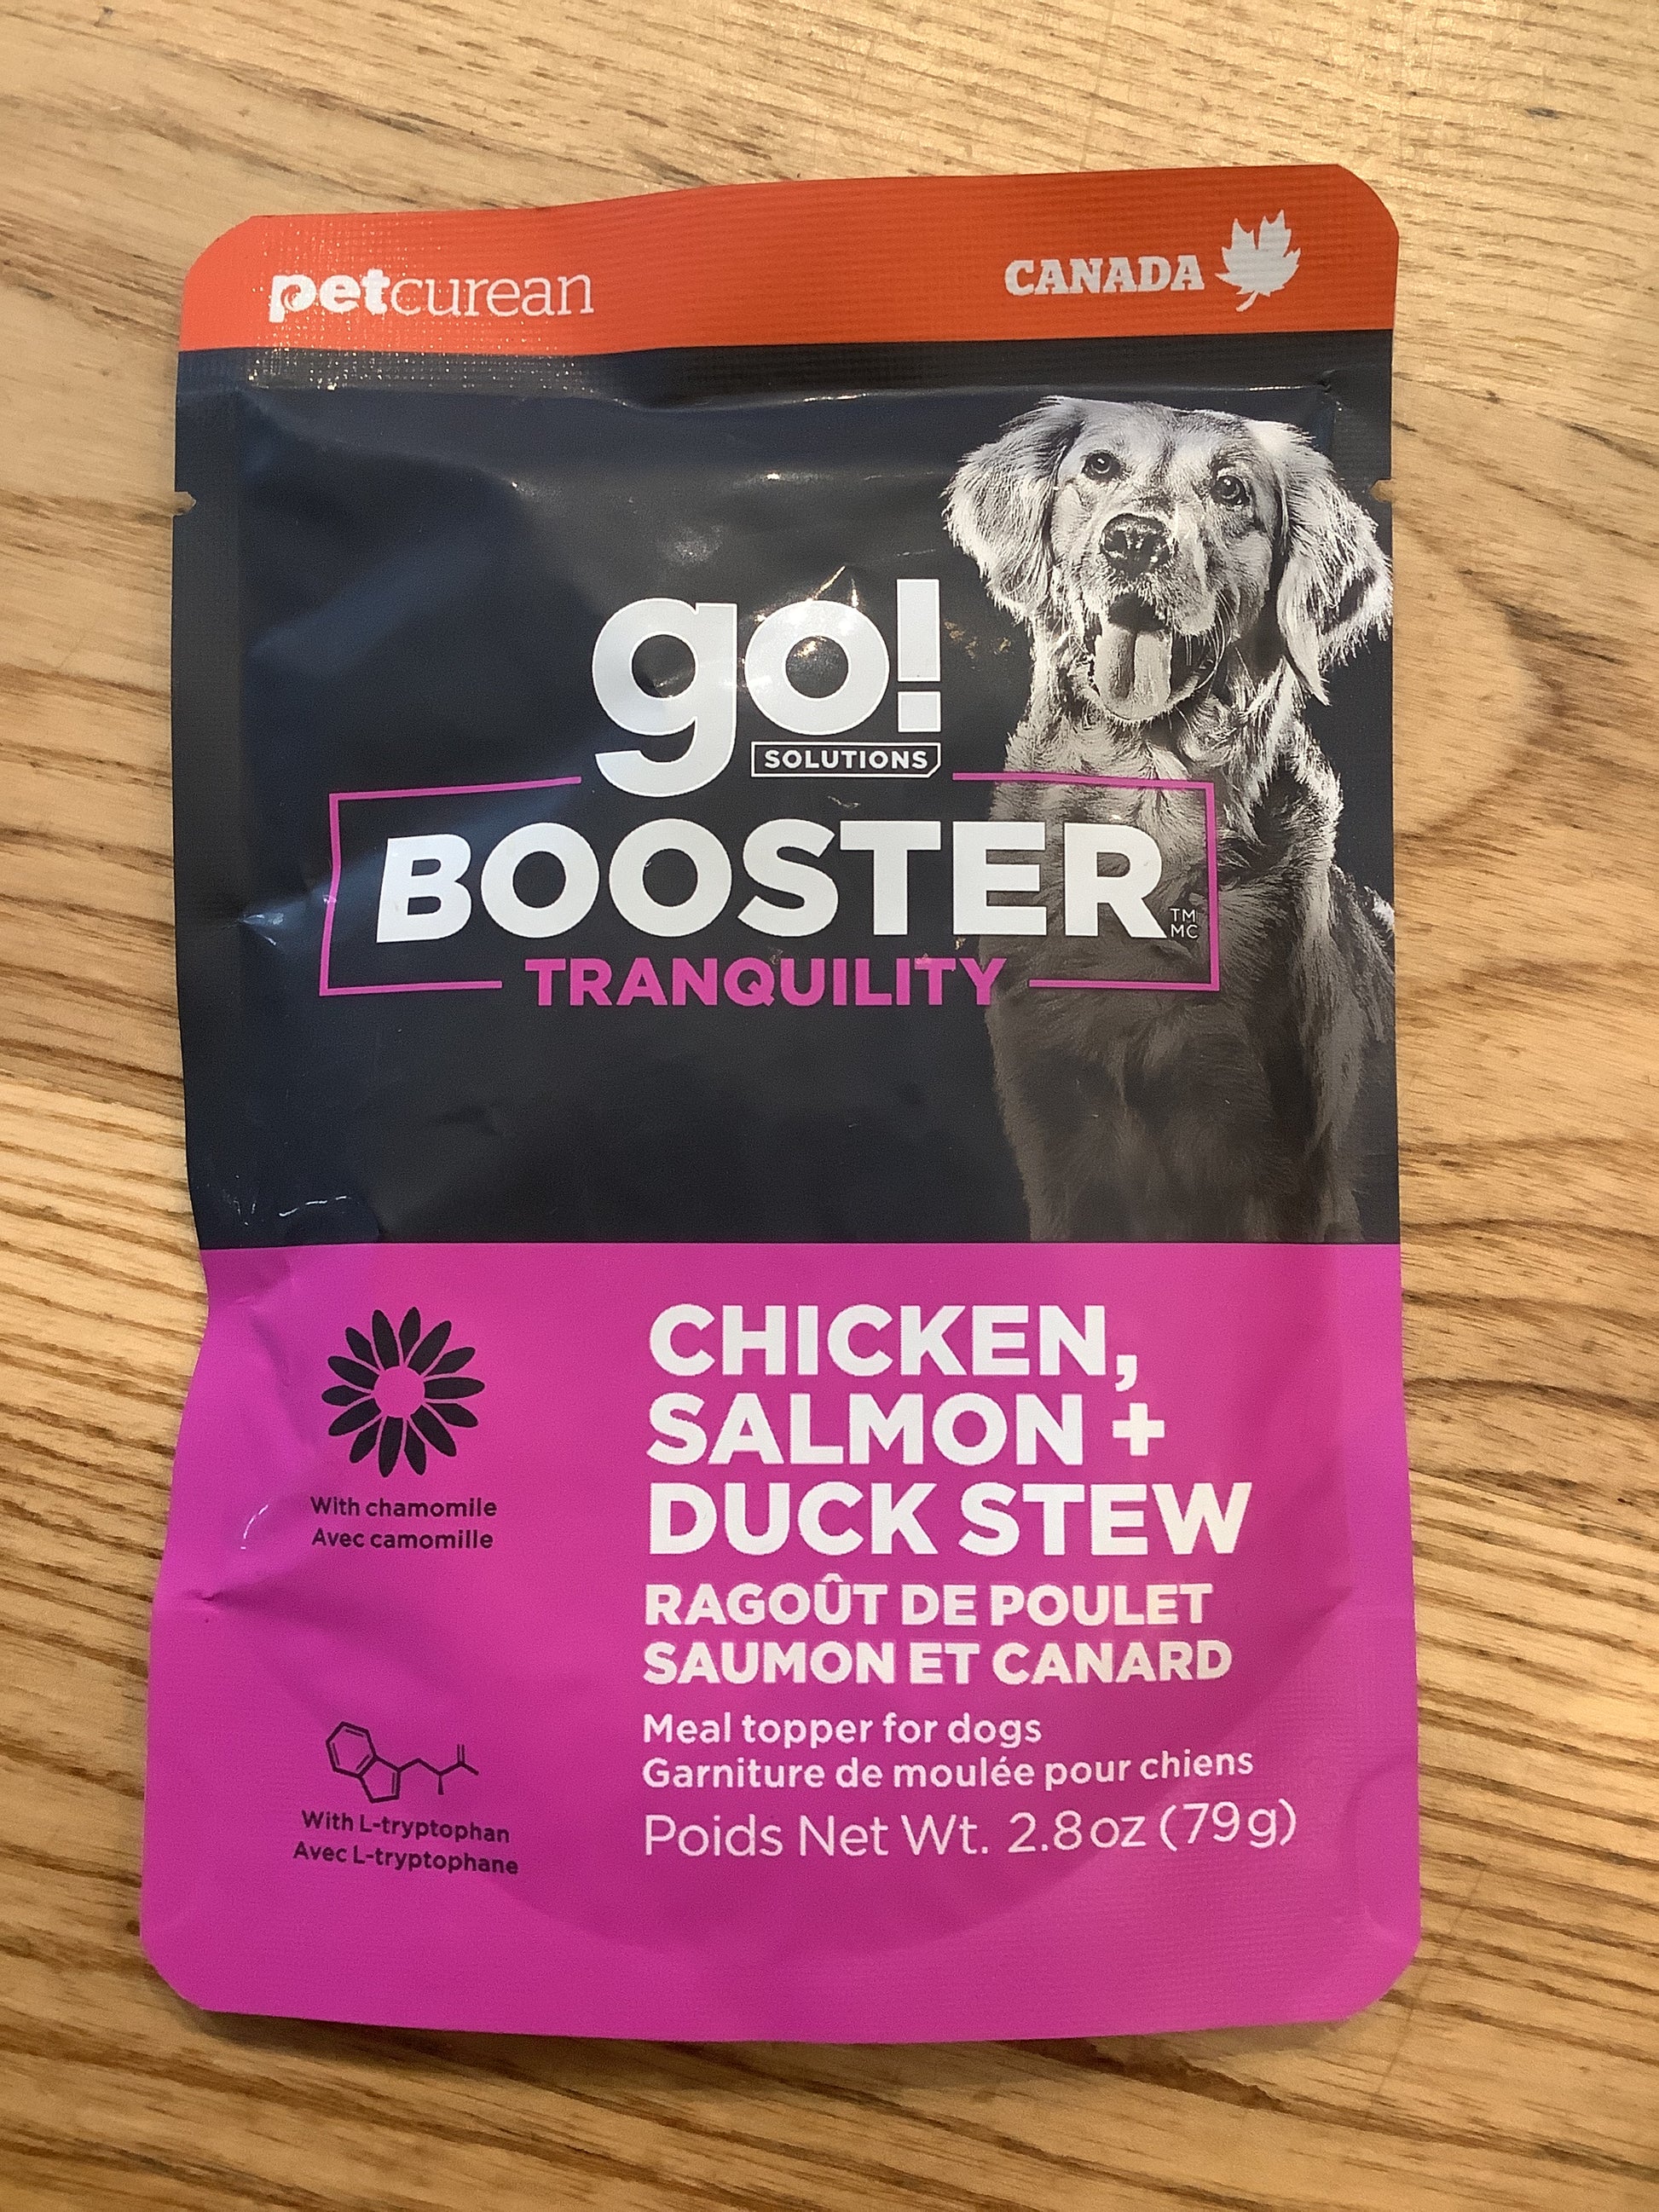 petcurean
CANADA
go!
SOLUTIONS
BOOSTER TM MC
TRANQUILITY
With chamomile
Avec camomille
With L-tryptophan
Avec L-tryptophane
CHICKEN,
SALMON +
DUCK STEW
RAGOÛT DE POULET
SAUMON ET CANARD
Meal topper for dogs
Garniture de moulée pour chiens
Poids Net Wt. 2.8oz (79g)